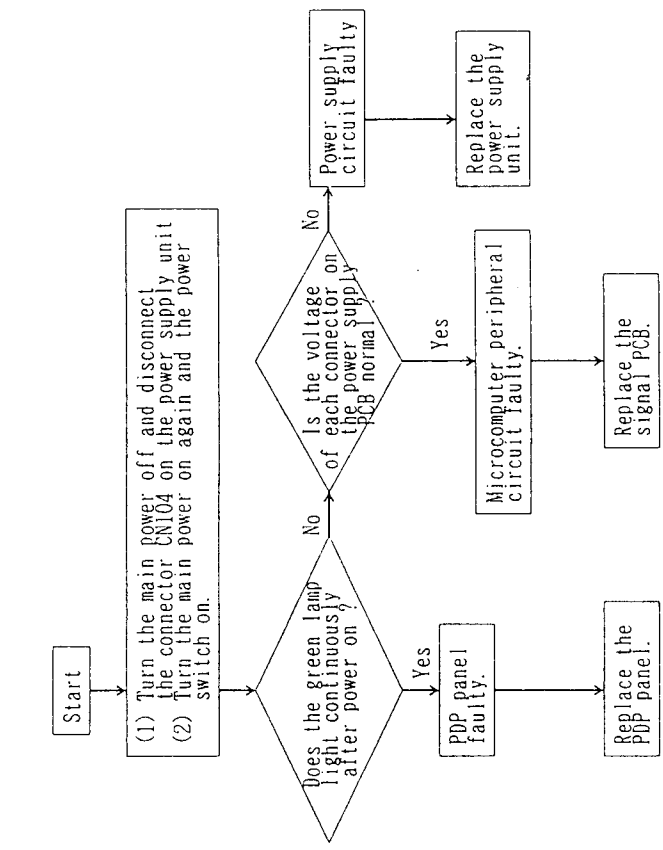 Start
(1) Turn the main power off and disconnect
the connector CN104 on the power supply unit
(2) Turn the main power on again and the power
switch on.
Does the green lamp
light continuously
after power on ?
Yes
PDP panel
faulty.
Replace the
PDP panel.
No
Is the voltage
of each connector on
the power supply
PCB normal ?
Yes
Microcomputer peripheral
circuit faulty.
Replace the
signal PCB.
No
Power supply
circuit faulty
Replace the
power supply
unit.